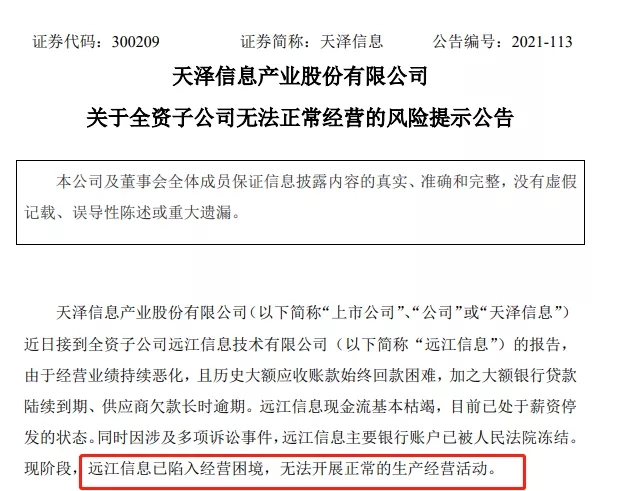 证券代码：300209 证券简称：天泽信息 公告编号：2021-113
天泽信息产业股份有限公司
关于全资子公司无法正常经营的风险提示公告
本公司及董事会全体成员保证信息披露内容的真实、准确和完整，没有虚假
记载、误导性陈述或重大遗漏。
天泽信息产业股份有限公司（以下简称“上市公司”、“公司”或“天泽信息”）
近日接到全资子公司远江信息技术有限公司（以下简称“远江信息”）的报告，
由于经营业绩持续恶化，且历史大额应收账款始终回款困难，加之大额银行贷款
陆续到期、供应商欠款长时逾期。远江信息现金流基本枯竭，目前已处于薪资停
发的状态。同时因涉及多项诉讼事件，远江信息主要银行账户已被人民法院冻结。
现阶段，远江信息已陷入经营困境，无法开展正常的生产经营活动。